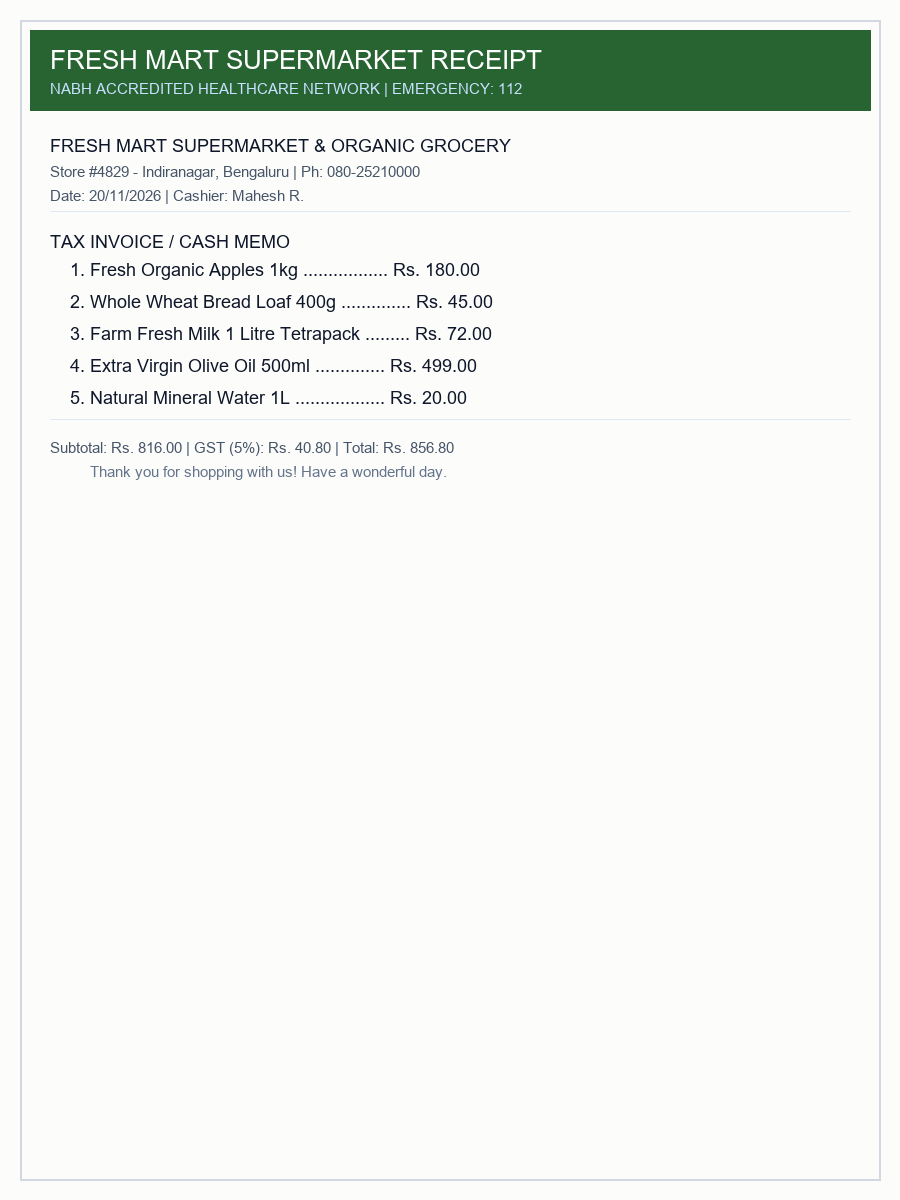 FRESH MART SUPERMARKET RECEIPT
NABH ACCREDITED HEALTHCARE NETWORK | EMERGENCY: 112
FRESH MART SUPERMARKET & ORGANIC GROCERY
Store #4829 - Indiranagar, Bengaluru | Ph: 080-25210000
Date: 20/11/2026 | Cashier: Mahesh R.
TAX INVOICE / CASH MEMO
1. Fresh Organic Apples 1kg ................. Rs. 180.00
2. Whole Wheat Bread Loaf 400g .............. Rs. 45.00
3. Farm Fresh Milk 1 Litre Tetrapack ......... Rs. 72.00
4. Extra Virgin Olive Oil 500ml .............. Rs. 499.00
5. Natural Mineral Water 1L .................. Rs. 20.00
Subtotal: Rs. 816.00 | GST (5%): Rs. 40.80 | Total: Rs. 856.80
Thank you for shopping with us! Have a wonderful day.